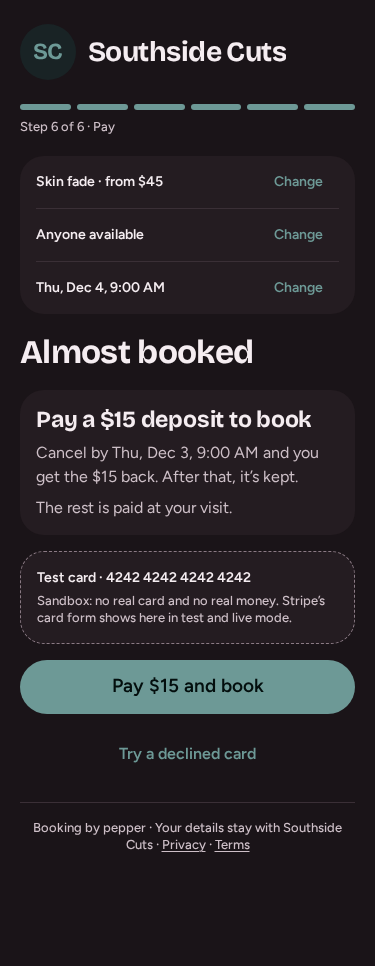 SC
Southside Cuts
Step 6 of 6 · Pay
Skin fade · from $45
Change
Anyone available
Change
Thu, Dec 4, 9:00 AM
Change
Almost booked
Pay a $15 deposit to book
Cancel by Thu, Dec 3, 9:00 AM and you
get the $15 back. After that, it’s kept.
The rest is paid at your visit.
Test card · 4242 4242 4242 4242
Sandbox: no real card and no real money. Stripe’s
card form shows here in test and live mode.
Pay $15 and book
Try a declined card
Booking by pepper · Your details stay with Southside
Cuts · Privacy · Terms